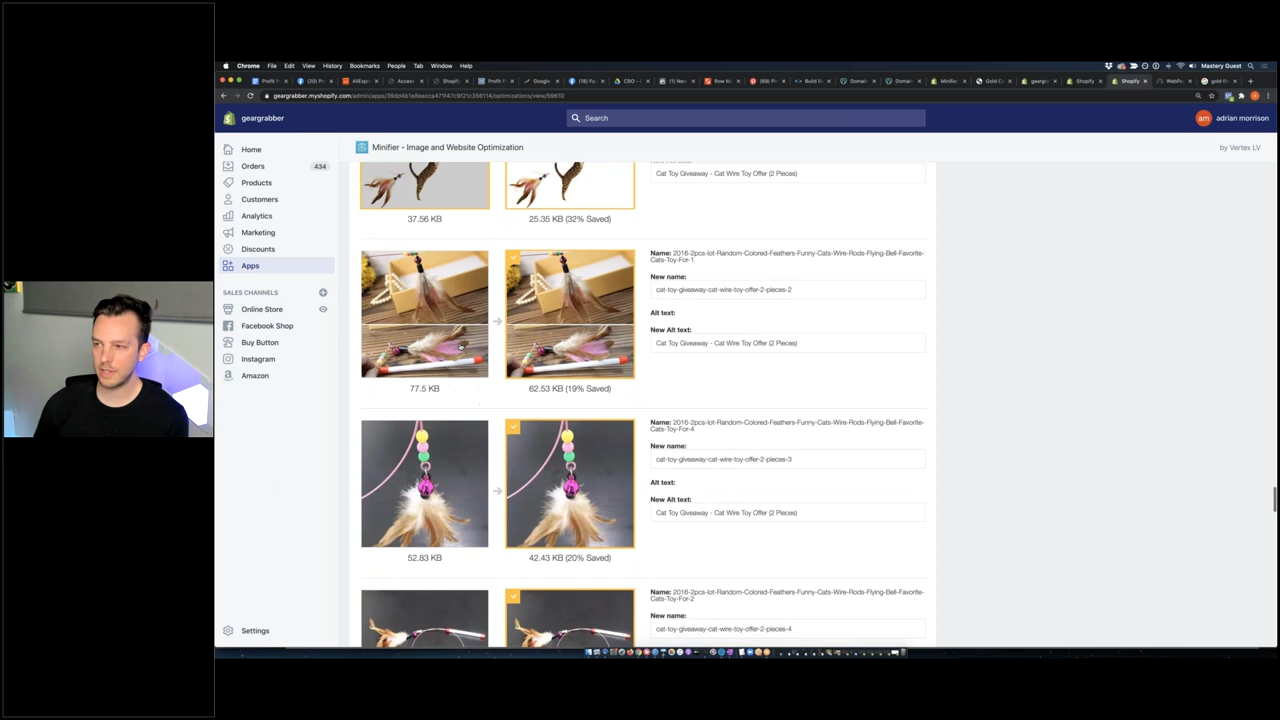 Chrome File Edit View History Bookmarks People Tab Window Help
Mastery Guest
geargrabber.myshopify.com/admin/apps/
geargrabber
Search
am adrian morrison
Home
Orders 434
Products
Customers
Analytics
Marketing
Discounts
Apps
SALES CHANNELS
Online Store
Facebook Shop
Buy Button
Instagram
Amazon
Settings
Minifier - Image and Website Optimization
by Vertex LV
Cat Toy Giveaway - Cat Wire Toy Offer (2 Pieces)
37.56 KB
25.35 KB (32% Saved)
Name: 2016-2pcs-lot-Random-Colored-Feathers-Funny-Cats-Wire-Rods-Flying-Bell-Favorite-
Cats-Toy-For-1
New name:
cat-toy-giveaway-cat-wire-toy-offer-2-pieces-2
Alt text:
New Alt text:
Cat Toy Giveaway - Cat Wire Toy Offer (2 Pieces)
77.5 KB
62.53 KB (19% Saved)
Name: 2016-2pcs-lot-Random-Colored-Feathers-Funny-Cats-Wire-Rods-Flying-Bell-Favorite-
Cats-Toy-For-4
New name:
cat-toy-giveaway-cat-wire-toy-offer-2-pieces-3
Alt text:
New Alt text:
Cat Toy Giveaway - Cat Wire Toy Offer (2 Pieces)
52.83 KB
42.43 KB (20% Saved)
Name: 2016-2pcs-lot-Random-Colored-Feathers-Funny-Cats-Wire-Rods-Flying-Bell-Favorite-
Cats-Toy-For-2
New name:
cat-toy-giveaway-cat-wire-toy-offer-2-pieces-4